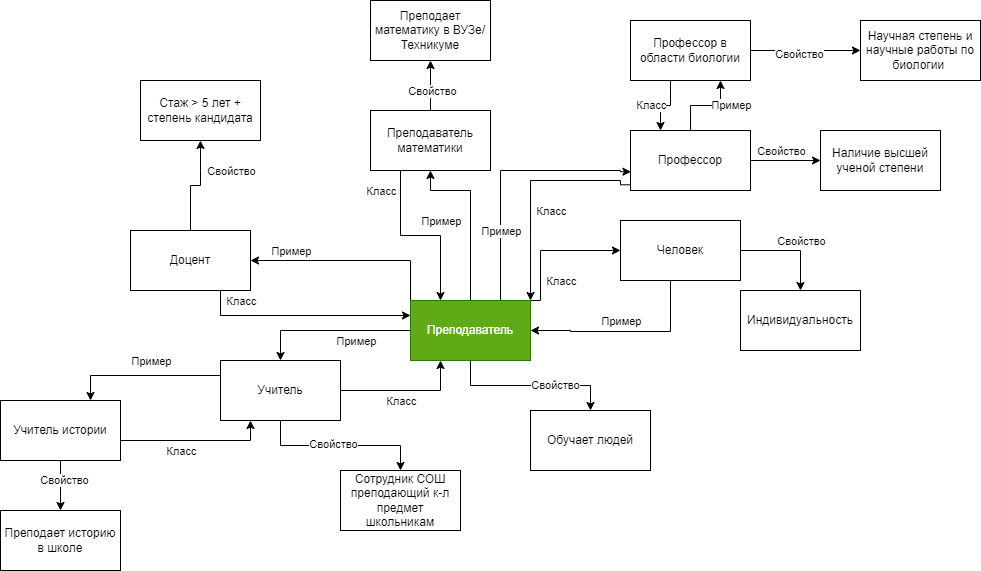 Преподает
математику в ВУЗе/
Техникуме
Профессор в
области биологии
Свойство
Научная степень и
научные работы по
биологии
Стаж > 5 лет +
степень кандидата
Свойство
Класс
Пример
Преподаватель
математики
Профессор
Свойство
Наличие высшей
ученой степени
Свойство
Класс
Пример
Пример
Класс
Доцент
Пример
Человек
Свойство
Класс
Класс
Преподаватель
Пример
Индивидуальность
Пример
Пример
Учитель
Класс
Свойство
Учитель истории
Класс
Свойство
Обучает людей
Свойство
Сотрудник СОШ
преподающий к-л
предмет
школьникам
Преподает историю
в школе